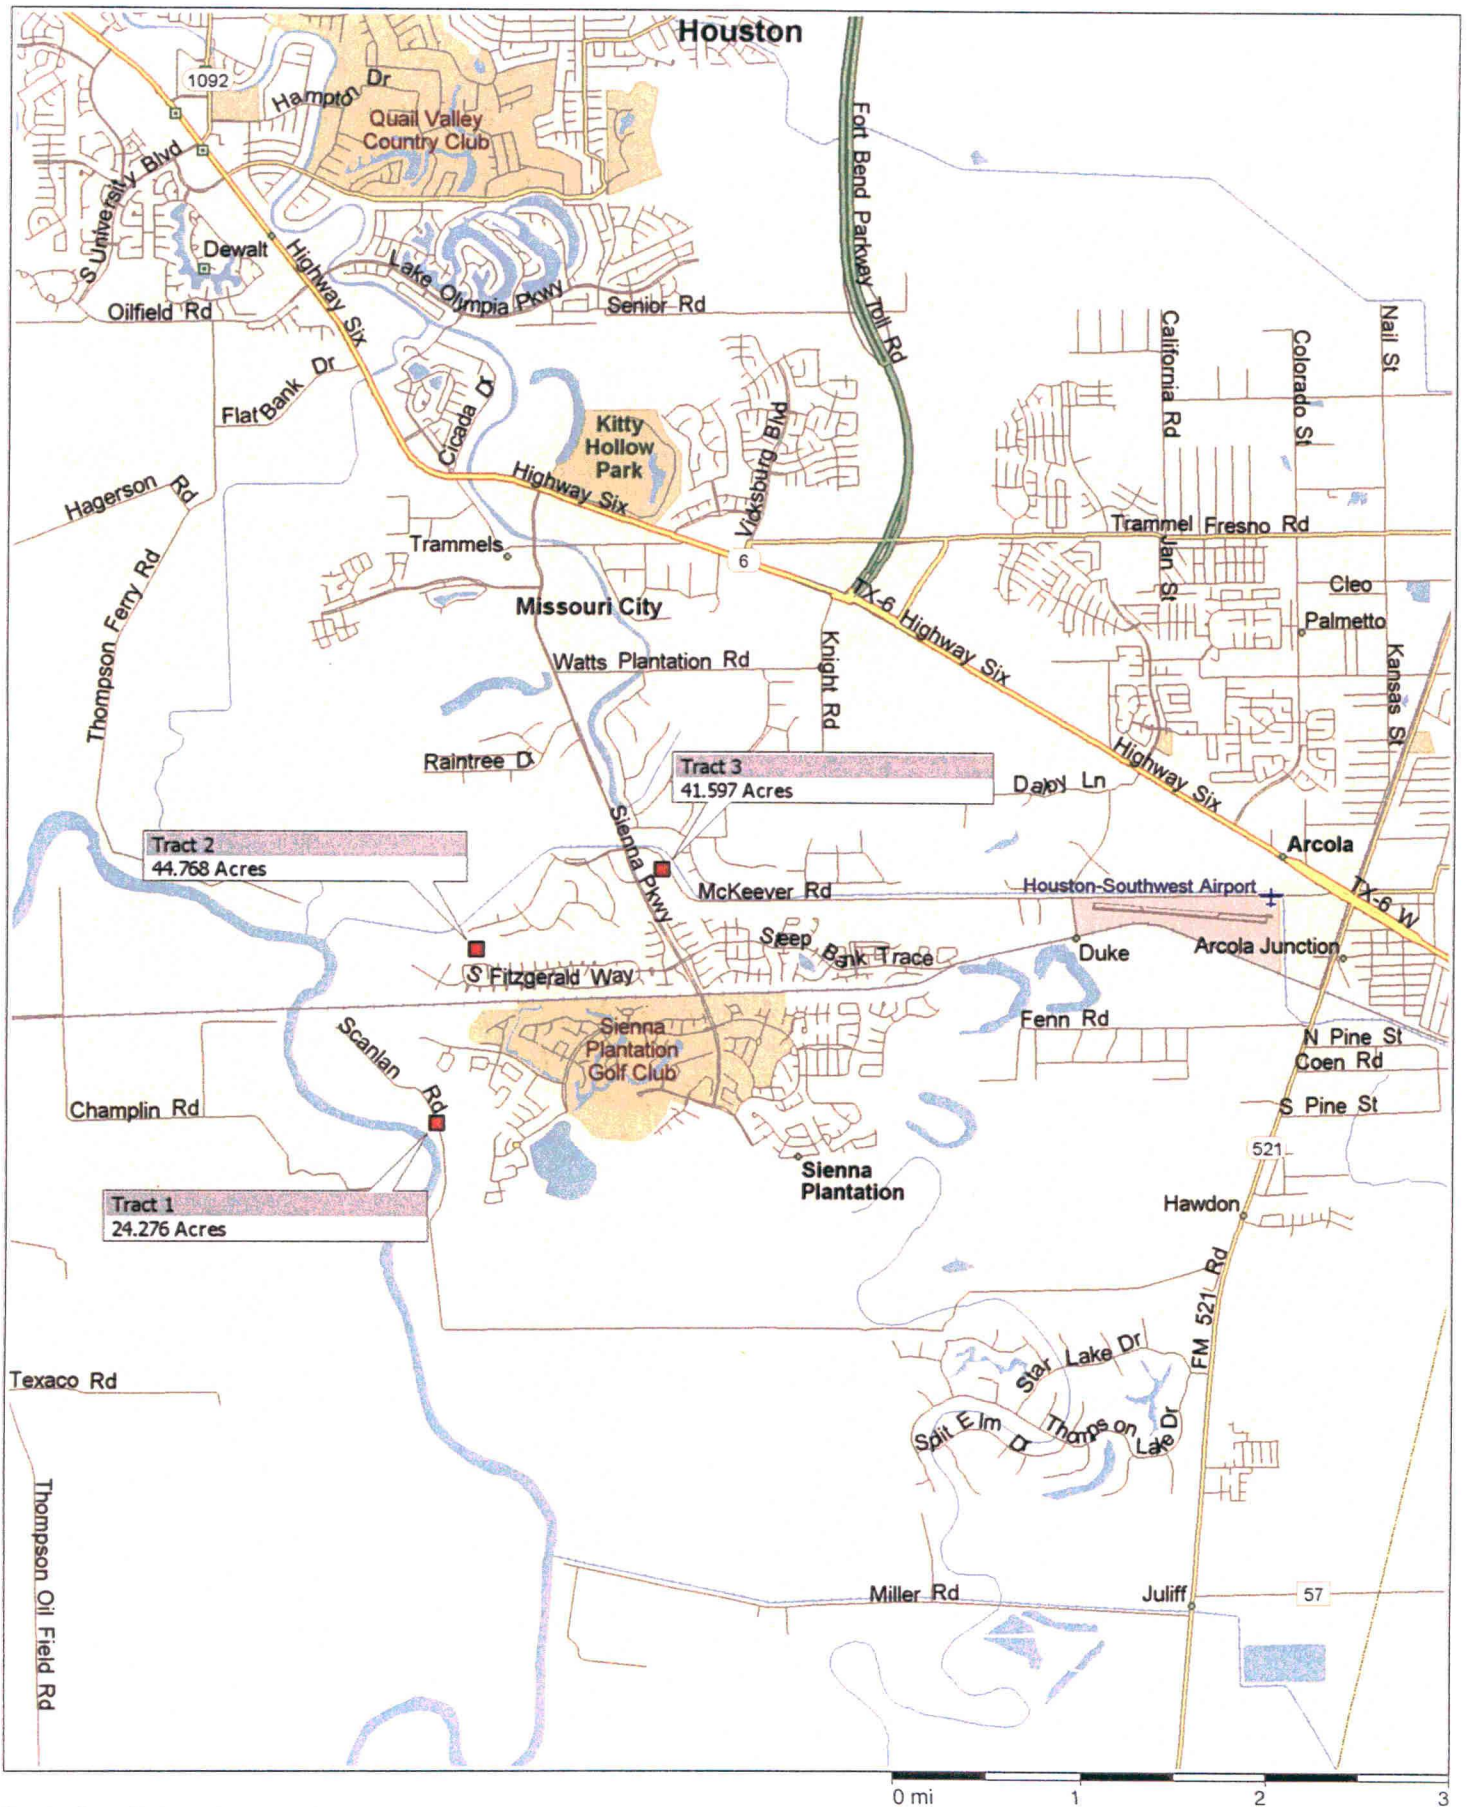 Houston
1092
Hampton Dr
Quail Valley
Country Club
Fort Bend Parkway Toll Rd
S University Blvd
Dewalt
Highway Six
Lake Olympia Pkwy
Oilfield Rd
Senior Rd
Nail St
California Rd
Colorado St
Flat Bank Dr
Cicada Dr
Kitty
Hollow
Park
Vicksburg Blvd
Highway Six
Hagerson Rd
Trammel Fresno Rd
Trammels
6
Jan St
Thompson Ferry Rd
Cleo
TX-6 Highway Six
Missouri City
Palmetto
Knight Rd
Watts Plantation Rd
Kansas St
Raintree Dr
Highway Six
Tract 3
41.597 Acres
Darby Ln
Sienna Pkwy
Tract 2
44.768 Acres
Arcola
McKeever Rd
Houston-Southwest Airport
TX-6 W
Steep Bank Trace
Duke
Arcola Junction
S Fitzgerald Way
Scanlan Rd
Sienna
Plantation
Golf Club
Fenn Rd
N Pine St
Coen Rd
Champlin Rd
S Pine St
521
Sienna
Plantation
Tract 1
24.276 Acres
Hawdon
FM 521 Rd
Star Lake Dr
Texaco Rd
Split Elm Dr
Thompson Lake Dr
Thompson Oil Field Rd
Miller Rd
Juliff
57
0 mi 1 2 3